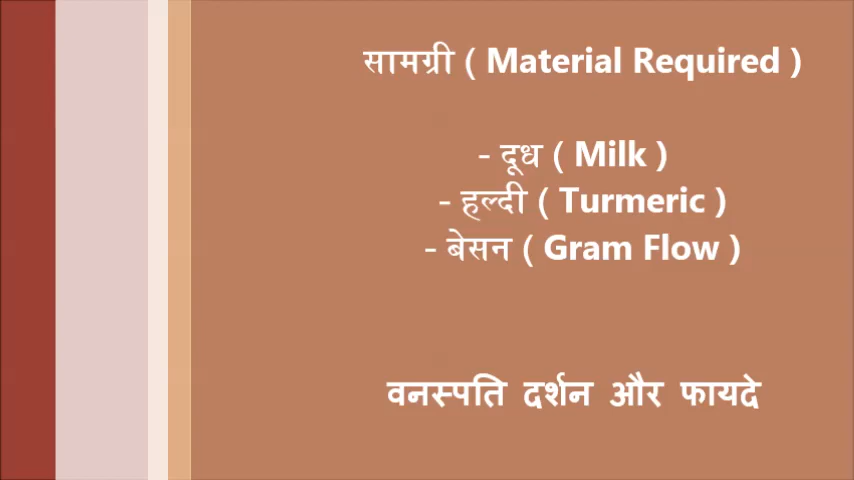 सामग्री ( Material Required )
- दूध ( Milk )
- हल्दी ( Turmeric )
- बेसन ( Gram Flow )
वनस्पति दर्शन और फायदे